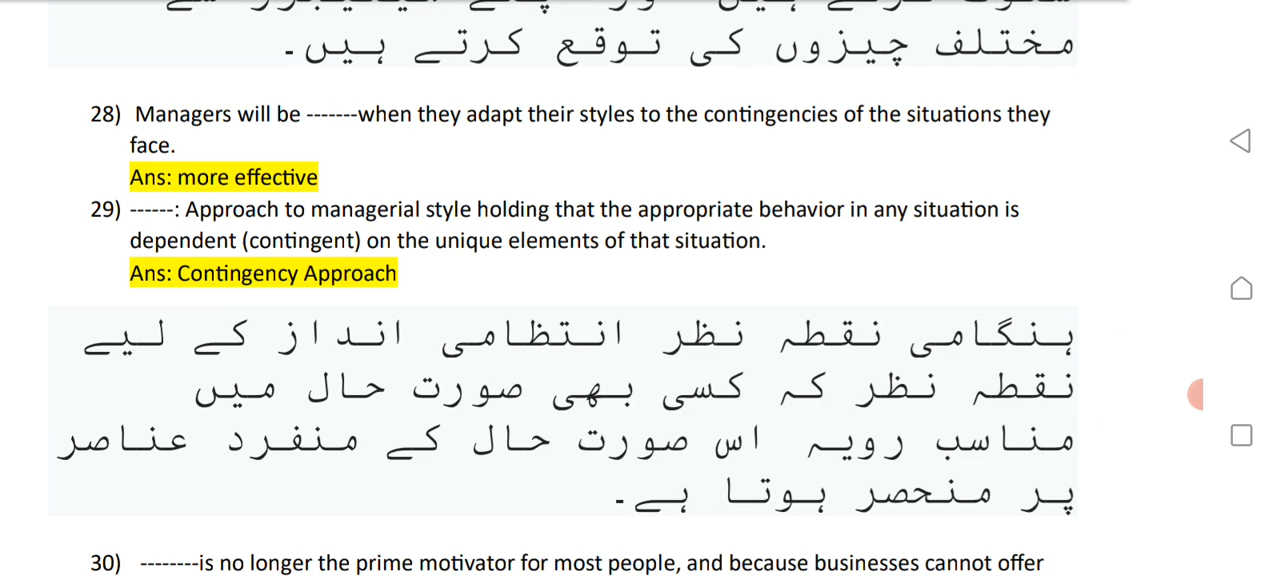 مختلف چیزوں کی توقع کرتے ہیں۔
28) Managers will be -------when they adapt their styles to the contingencies of the situations they
face.
Ans: more effective
29) ------: Approach to managerial style holding that the appropriate behavior in any situation is
dependent (contingent) on the unique elements of that situation.
Ans: Contingency Approach
ہنگامی نقطہ نظر انتظامی انداز کے لیے
نقطہ نظر کہ کسی بھی صورت حال میں
مناسب رویہ اس صورت حال کے منفرد عناصر
پر منحصر ہوتا ہے۔
30) --------is no longer the prime motivator for most people, and because businesses cannot offer